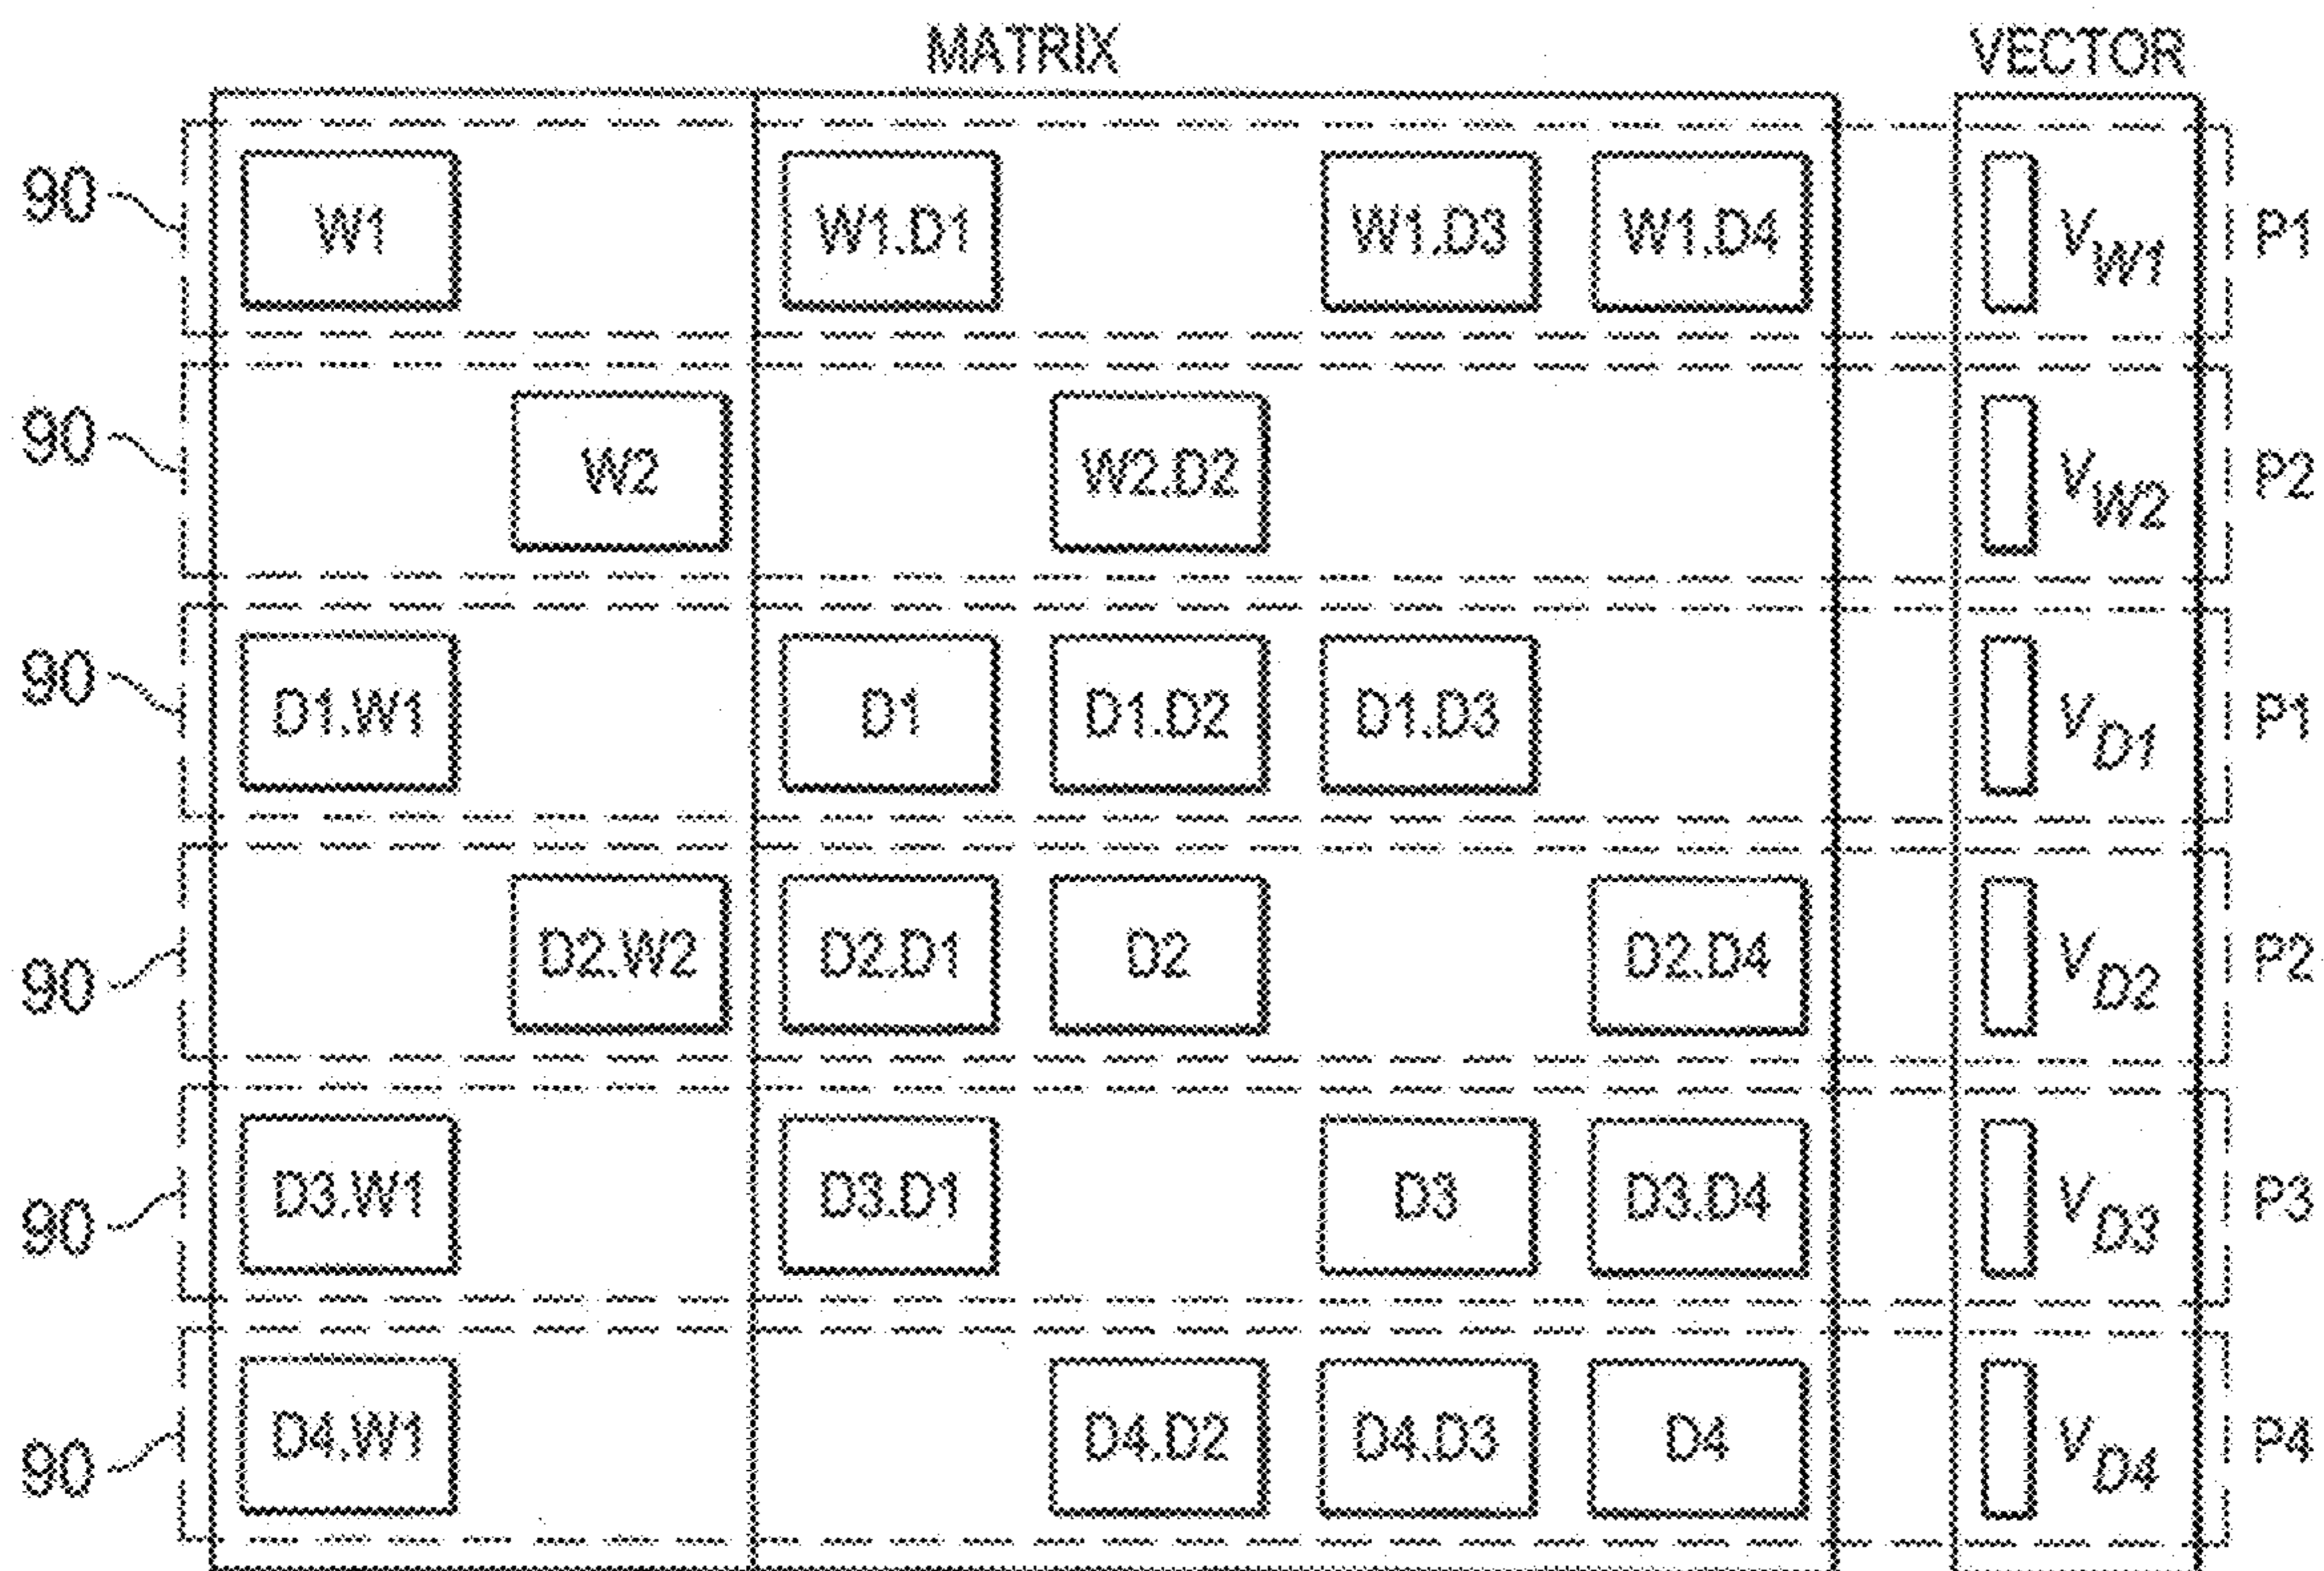 MATRIX VECTOR
90 W1 W1.D1 W1.D3 W1.D4 VW1 P1
90 W2 W2.D2 VW2 P2
90 D1.W1 D1 D1.D2 D1.D3 VD1 P1
90 D2.W2 D2.D1 D2 D2.D4 VD2 P2
90 D3.W1 D3.D1 D3 D3.D4 VD3 P3
90 D4.W1 D4.D2 D4.D3 D4 VD4 P4